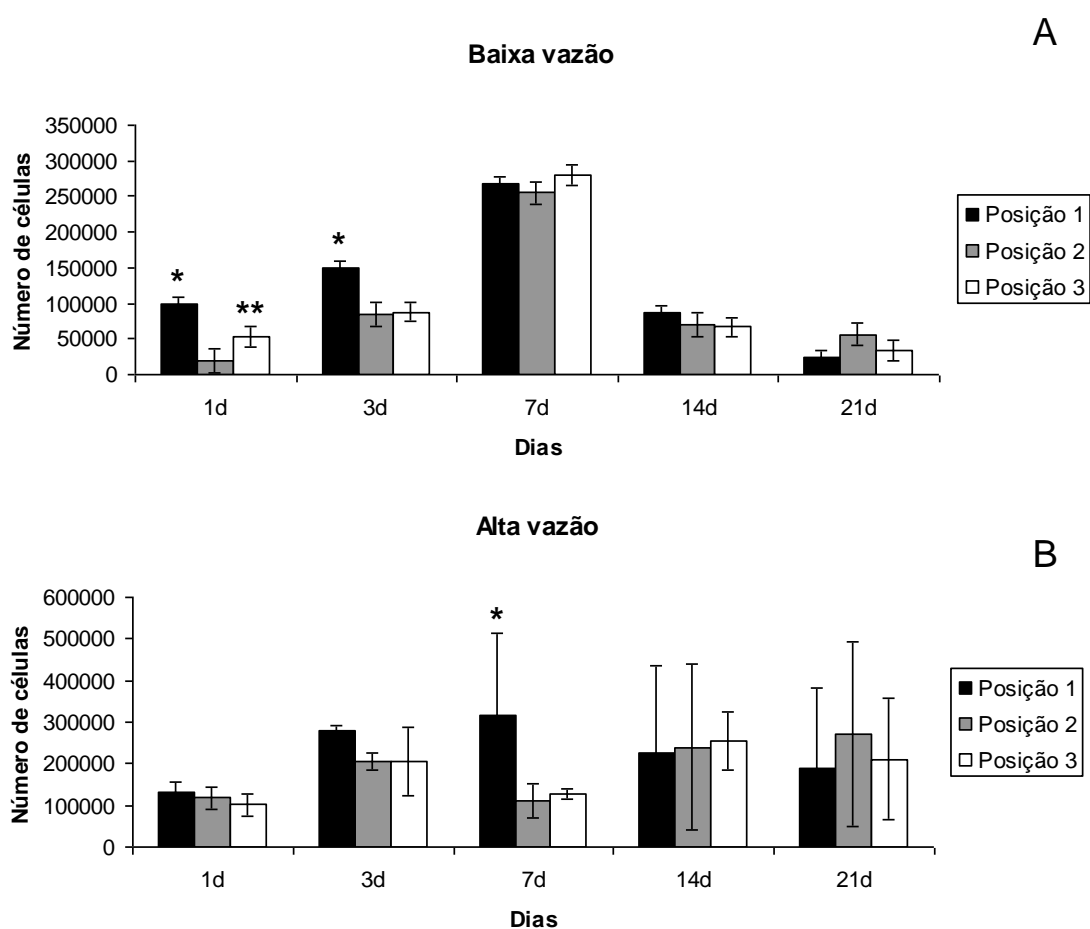 A
Baixa vazão
Número de células
350000
300000
250000
200000
150000
100000
50000
0
*
**
*
1d 3d 7d 14d 21d
Dias
Posição 1
Posição 2
Posição 3
B
Alta vazão
Número de células
600000
500000
400000
300000
200000
100000
0
*
1d 3d 7d 14d 21d
Dias
Posição 1
Posição 2
Posição 3